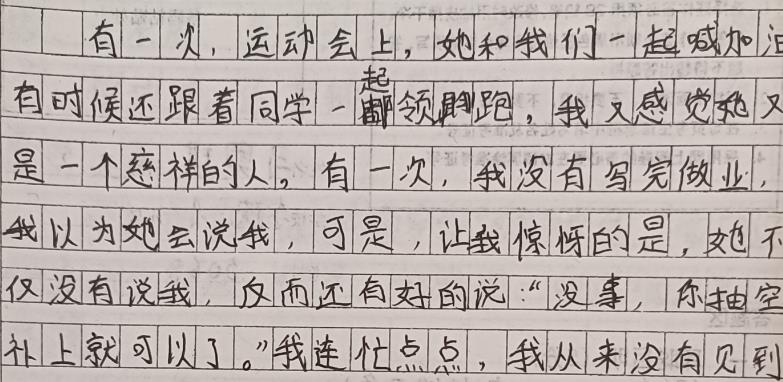 有一次，运动会上，她和我们一起喊加油
有时候还跟着同学一起领跑，我又感觉她又
是一个慈祥的人。有一次，我没有写完做业，
我以为她会说我，可是，让我惊怀的是，她不
仅没有说我，反而还有好的说：“没事，你抽空
补上就可以了。”我连忙点点，我从来没有见到